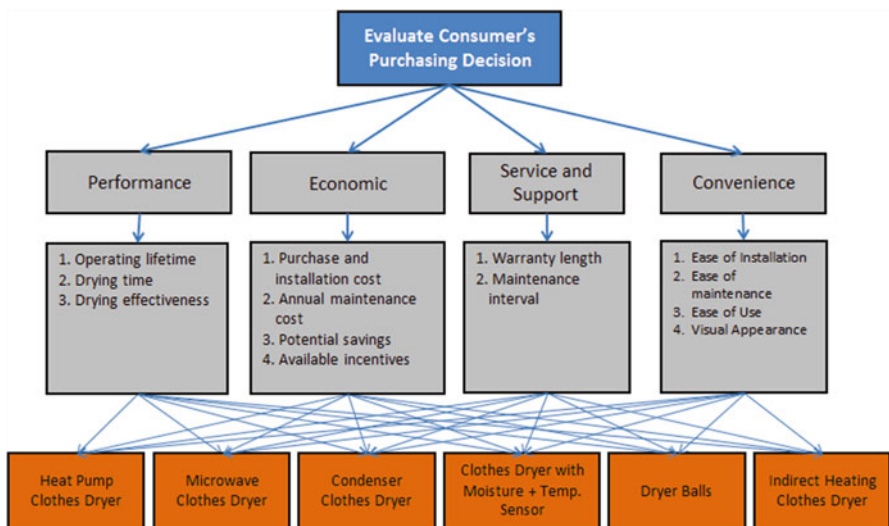 Evaluate Consumer's
Purchasing Decision
Performance
Economic
Service and
Support
Convenience
1. Operating lifetime
2. Drying time
3. Drying effectiveness
1. Purchase and
installation cost
2. Annual maintenance
cost
3. Potential savings
4. Available incentives
1. Warranty length
2. Maintenance
interval
1. Ease of Installation
2. Ease of
maintenance
3. Ease of Use
4. Visual Appearance
Heat Pump
Clothes Dryer
Microwave
Clothes Dryer
Condenser
Clothes Dryer
Clothes Dryer with
Moisture + Temp.
Sensor
Dryer Balls
Indirect Heating
Clothes Dryer